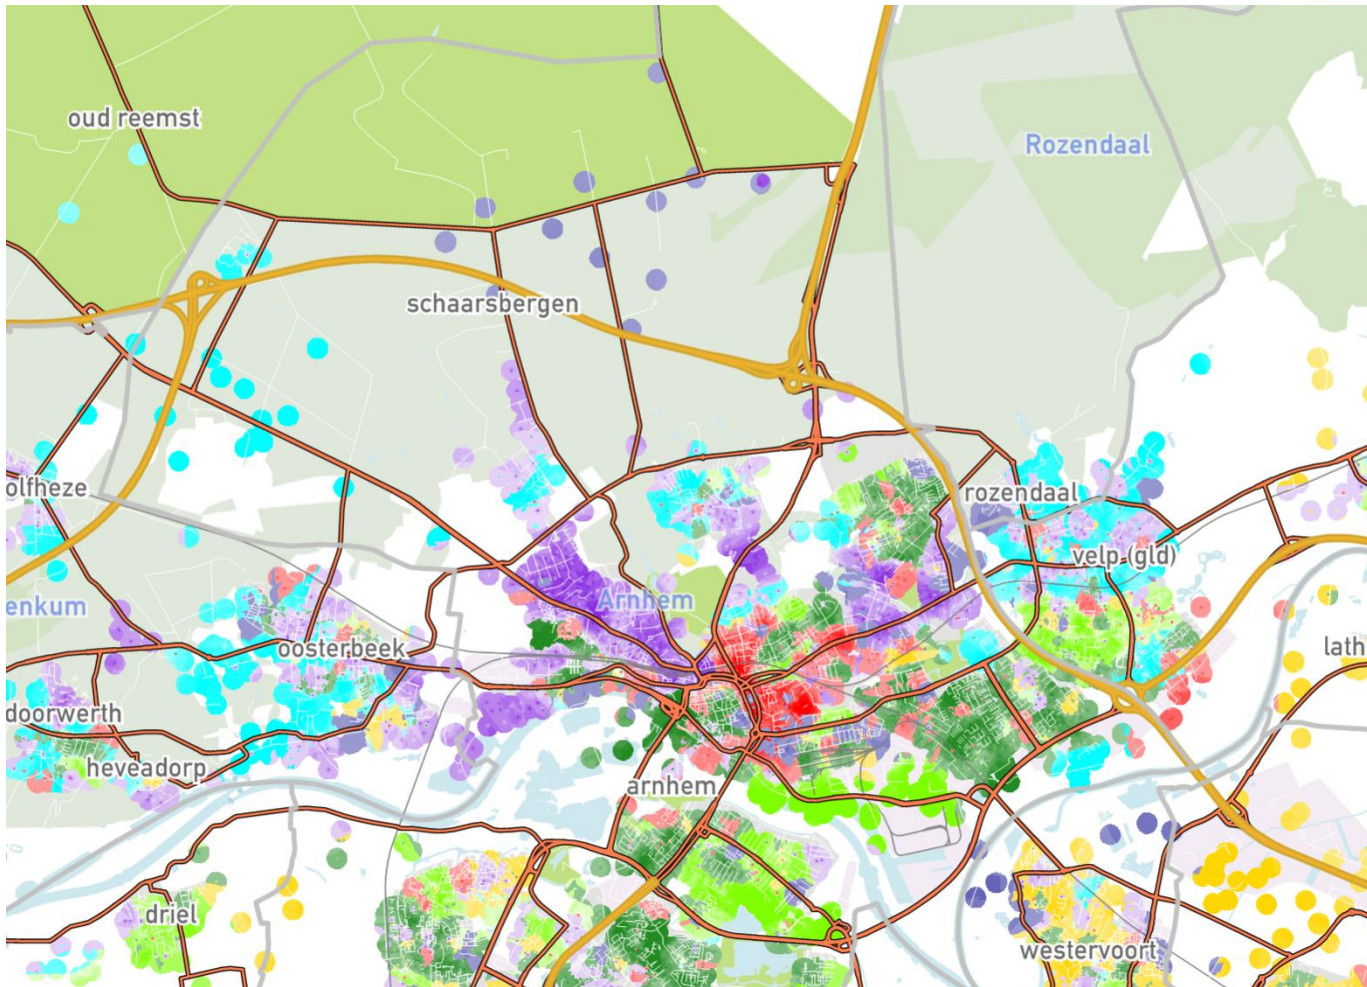 oud reemst
Rozendaal
schaarsbergen
olfheze
rozendaal
velp (gld)
Arnhem
enkum
oosterbeek
lath
doorwerth
heveadorp
arnhem
driel
westervoort